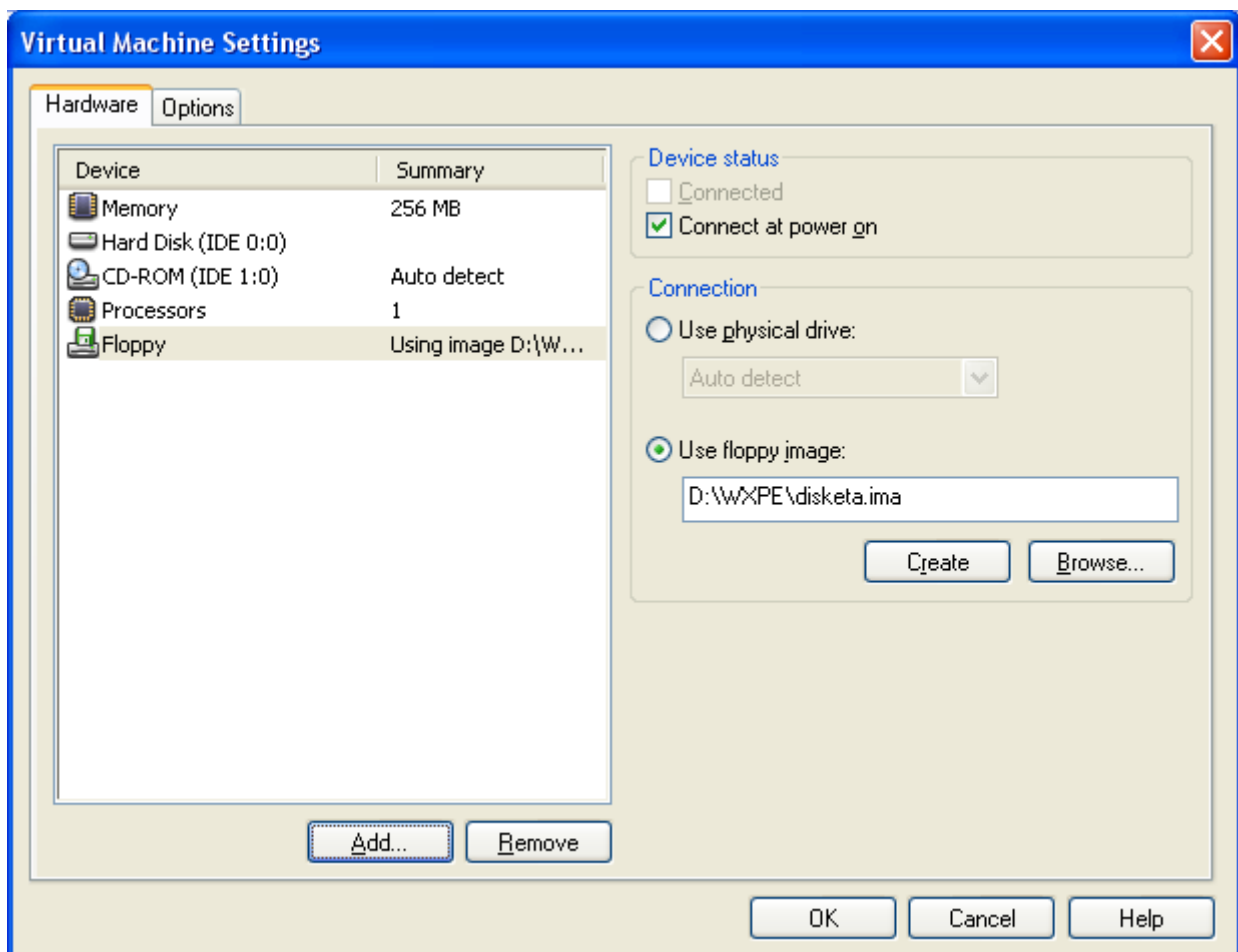 Virtual Machine Settings
Hardware Options
Device Summary
Memory 256 MB
Hard Disk (IDE 0:0)
CD-ROM (IDE 1:0) Auto detect
Processors 1
Floppy Using image D:\W...
Add... Remove
Device status
Connected
Connect at power on
Connection
Use physical drive:
Auto detect
Use floppy image:
D:\WXPE\disketa.ima
Create Browse...
OK Cancel Help